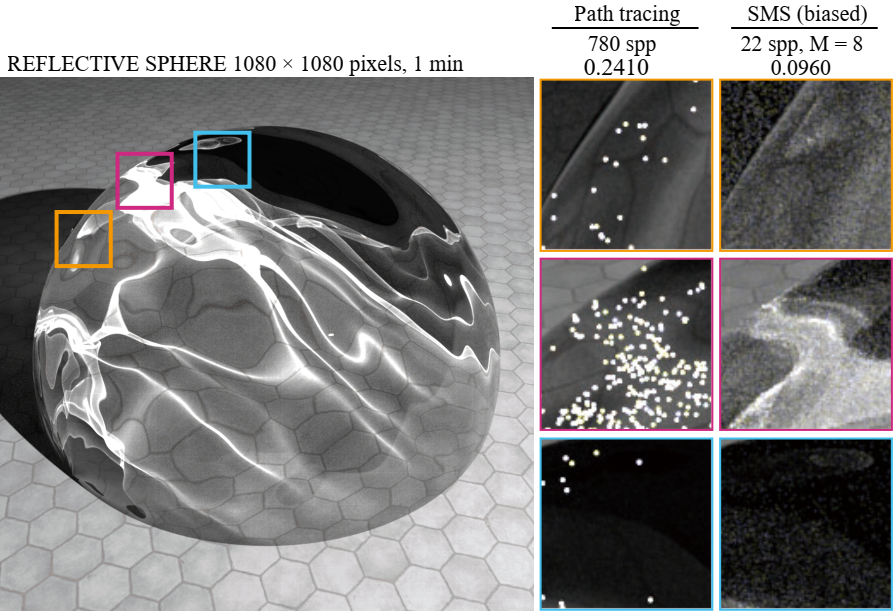 REFLECTIVE SPHERE 1080 × 1080 pixels, 1 min
Path tracing
780 spp
0.2410
SMS (biased)
22 spp, M = 8
0.0960